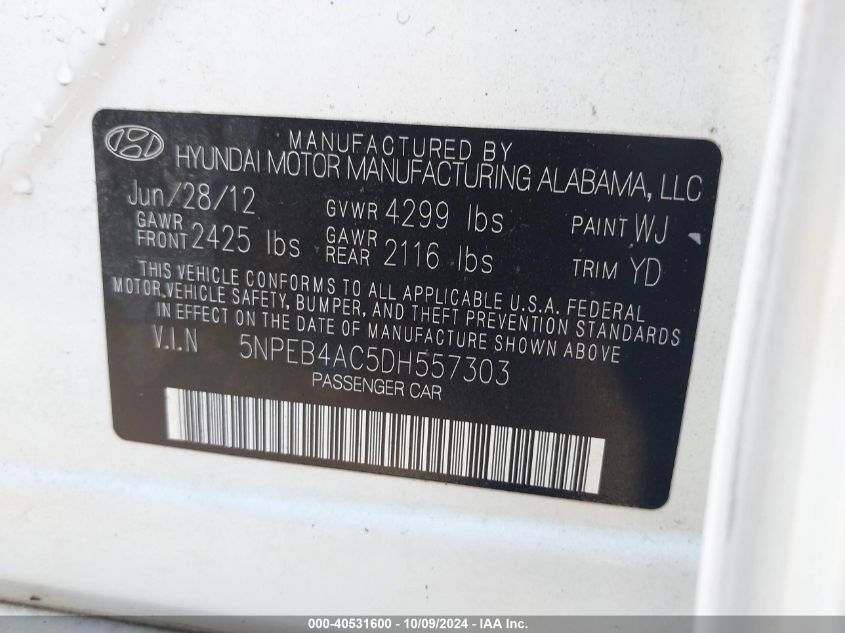 MANUFACTURED BY
HYUNDAI MOTOR MANUFACTURING ALABAMA, LLC
Jun/28/12 GVWR 4299 lbs PAINT WJ
GAWR FRONT 2425 lbs GAWR REAR 2116 lbs TRIM YD
THIS VEHICLE CONFORMS TO ALL APPLICABLE U.S.A. FEDERAL
MOTOR VEHICLE SAFETY, BUMPER, AND THEFT PREVENTION STANDARDS
IN EFFECT ON THE DATE OF MANUFACTURE SHOWN ABOVE.
V.I.N 5NPEB4AC5DH557303
PASSENGER CAR
000-40531600 - 10/09/2024 - IAA Inc.